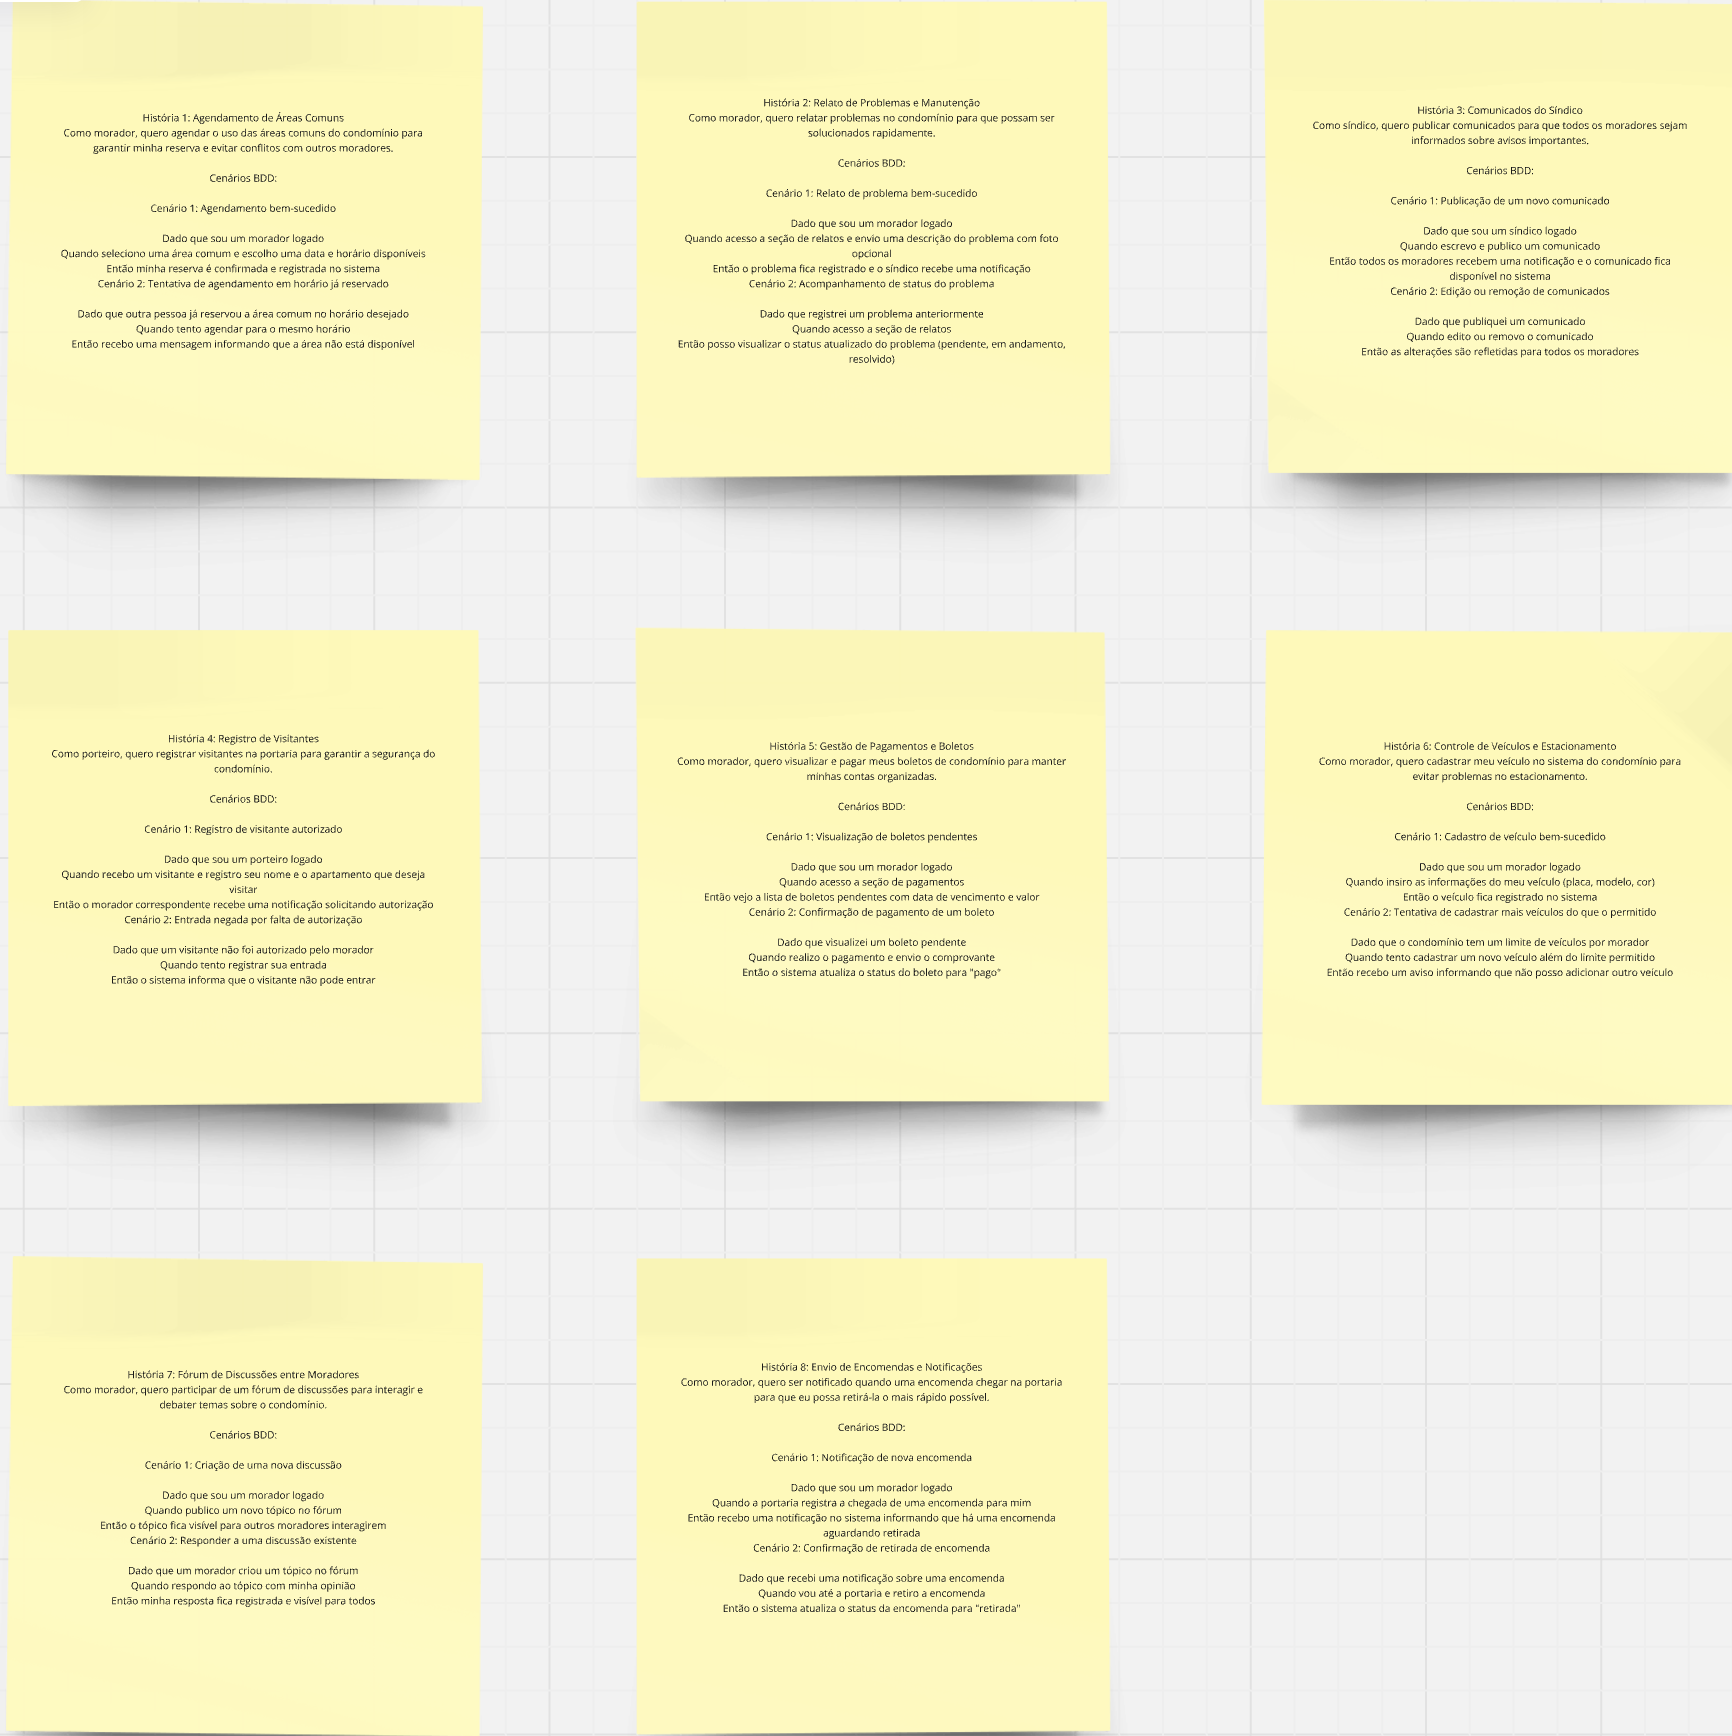 História 1: Agendamento de Áreas Comuns
Como morador, quero agendar o uso das áreas comuns do condomínio para
garantir minha reserva e evitar conflitos com outros moradores.
Cenários BDD:
Cenário 1: Agendamento bem-sucedido
Dado que sou um morador logado
Quando seleciono uma área comum e escolho uma data e horário disponíveis
Então minha reserva é confirmada e registrada no sistema
Cenário 2: Tentativa de agendamento em horário já reservado
Dado que outra pessoa já reservou a área comum no horário desejado
Quando tento agendar para o mesmo horário
Então recebo uma mensagem informando que a área não está disponível
História 2: Relato de Problemas e Manutenção
Como morador, quero relatar problemas no condomínio para que possam ser
solucionados rapidamente.
Cenários BDD:
Cenário 1: Relato de problema bem-sucedido
Dado que sou um morador logado
Quando acesso a seção de relatos e envio uma descrição do problema com foto
opcional
Então o problema fica registrado e o síndico recebe uma notificação
Cenário 2: Acompanhamento de status do problema
Dado que registrei um problema anteriormente
Quando acesso a seção de relatos
Então posso visualizar o status atualizado do problema (pendente, em andamento,
resolvido)
História 3: Comunicados do Síndico
Como síndico, quero publicar comunicados para que todos os moradores sejam
informados sobre avisos importantes.
Cenários BDD:
Cenário 1: Publicação de um novo comunicado
Dado que sou um síndico logado
Quando escrevo e publico um comunicado
Então todos os moradores recebem uma notificação e o comunicado fica
disponível no sistema
Cenário 2: Edição ou remoção de comunicados
Dado que publiquei um comunicado
Quando edito ou removo o comunicado
Então as alterações são refletidas para todos os moradores
História 4: Registro de Visitantes
Como porteiro, quero registrar visitantes na portaria para garantir a segurança do
condomínio.
Cenários BDD:
Cenário 1: Registro de visitante autorizado
Dado que sou um porteiro logado
Quando recebo um visitante e registro seu nome e o apartamento que deseja
visitar
Então o morador correspondente recebe uma notificação solicitando autorização
Cenário 2: Entrada negada por falta de autorização
Dado que um visitante não foi autorizado pelo morador
Quando tento registrar sua entrada
Então o sistema informa que o visitante não pode entrar
História 5: Gestão de Pagamentos e Boletos
Como morador, quero visualizar e pagar meus boletos de condomínio para manter
minhas contas organizadas.
Cenários BDD:
Cenário 1: Visualização de boletos pendentes
Dado que sou um morador logado
Quando acesso a seção de pagamentos
Então vejo a lista de boletos pendentes com data de vencimento e valor
Cenário 2: Confirmação de pagamento de um boleto
Dado que visualizei um boleto pendente
Quando realizo o pagamento e envio o comprovante
Então o sistema atualiza o status do boleto para "pago"
História 6: Controle de Veículos e Estacionamento
Como morador, quero cadastrar meu veículo no sistema do condomínio para
evitar problemas no estacionamento.
Cenários BDD:
Cenário 1: Cadastro de veículo bem-sucedido
Dado que sou um morador logado
Quando insiro as informações do meu veículo (placa, modelo, cor)
Então o veículo fica registrado no sistema
Cenário 2: Tentativa de cadastrar mais veículos do que o permitido
Dado que o condomínio tem um limite de veículos por morador
Quando tento cadastrar um novo veículo além do limite permitido
Então recebo um aviso informando que não posso adicionar outro veículo
História 7: Fórum de Discussões entre Moradores
Como morador, quero participar de um fórum de discussões para interagir e
debater temas sobre o condomínio.
Cenários BDD:
Cenário 1: Criação de uma nova discussão
Dado que sou um morador logado
Quando publico um novo tópico no fórum
Então o tópico fica visível para outros moradores interagirem
Cenário 2: Responder a uma discussão existente
Dado que um morador criou um tópico no fórum
Quando respondo ao tópico com minha opinião
Então minha resposta fica registrada e visível para todos
História 8: Envio de Encomendas e Notificações
Como morador, quero ser notificado quando uma encomenda chegar na portaria
para que eu possa retirá-la o mais rápido possível.
Cenários BDD:
Cenário 1: Notificação de nova encomenda
Dado que sou um morador logado
Quando a portaria registra a chegada de uma encomenda para mim
Então recebo uma notificação no sistema informando que há uma encomenda
aguardando retirada
Cenário 2: Confirmação de retirada de encomenda
Dado que recebi uma notificação sobre uma encomenda
Quando vou até a portaria e retiro a encomenda
Então o sistema atualiza o status da encomenda para "retirada"